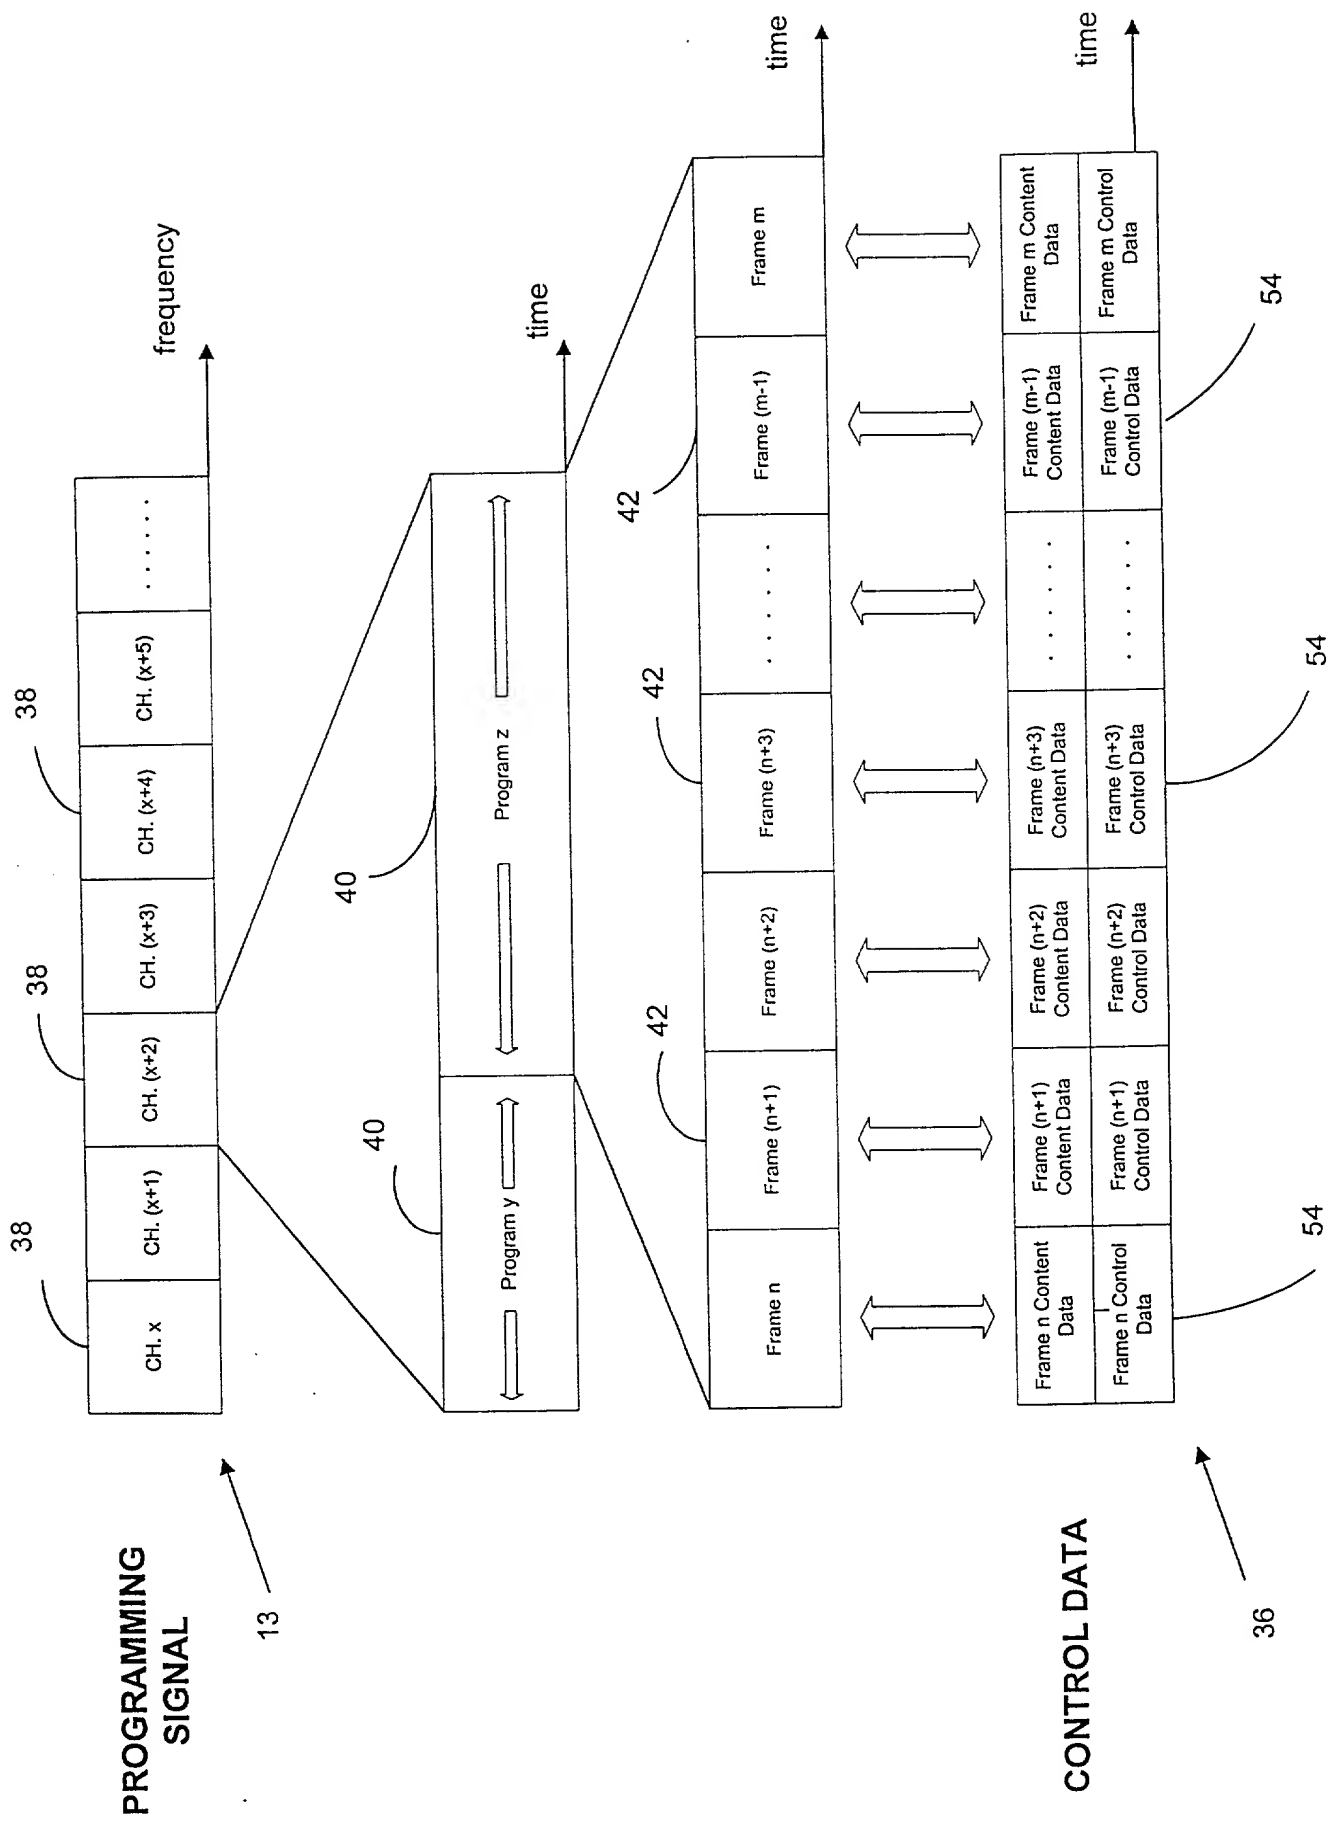 PROGRAMMING
SIGNAL
13
38
38
38
CH. x
CH. (x+1)
CH. (x+2)
CH. (x+3)
CH. (x+4)
CH. (x+5)
. . . . . .
frequency
40
40
Program y
Program z
time
42
42
42
Frame n
Frame (n+1)
Frame (n+2)
Frame (n+3)
. . . . . .
Frame (m-1)
Frame m
time
CONTROL DATA
36
Frame n Content
Data
Frame (n+1)
Content Data
Frame (n+2)
Content Data
Frame (n+3)
Content Data
. . . . . .
Frame (m-1)
Content Data
Frame m Content
Data
Frame n Control
Data
Frame (n+1)
Control Data
Frame (n+2)
Control Data
Frame (n+3)
Control Data
. . . . . .
Frame (m-1)
Control Data
Frame m Control
Data
time
54
54
54